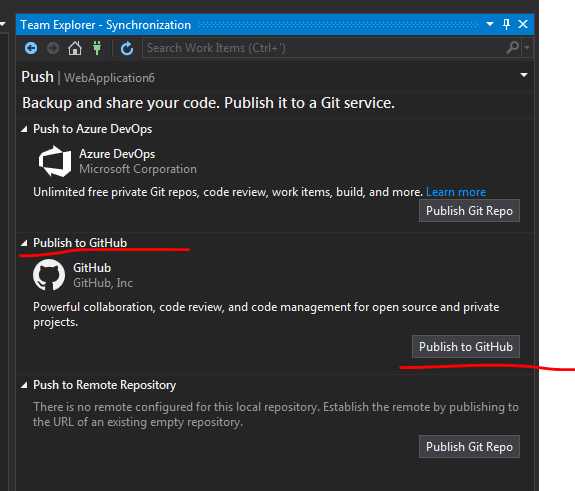 Team Explorer - Synchronization
Search Work Items (Ctrl+')
Push | WebApplication6
Backup and share your code. Publish it to a Git service.
Push to Azure DevOps
Azure DevOps
Microsoft Corporation
Unlimited free private Git repos, code review, work items, build, and more. Learn more
Publish Git Repo
Publish to GitHub
GitHub
GitHub, Inc
Powerful collaboration, code review, and code management for open source and private
projects.
Publish to GitHub
Push to Remote Repository
There is no remote configured for this local repository. Establish the remote by publishing to
the URL of an existing empty repository.
Publish Git Repo